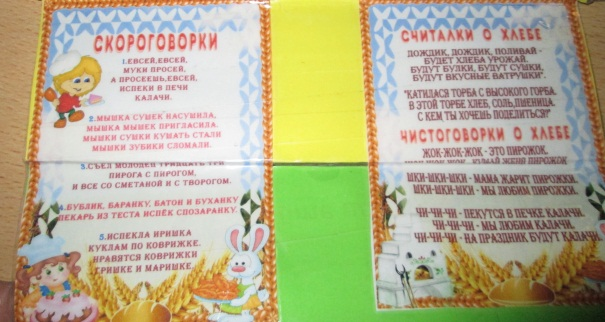 СКОРОГОВОРКИ
1.ЕВСЕЙ,ЕВСЕЙ,
МУКИ ПРОСЕЙ,
А ПРОСЕЕШЬ,ЕВСЕЙ,
ИСПЕКИ В ПЕЧИ
КАЛАЧИ.
2.МЫШКА СУШЕК НАСУШИЛА,
МЫШКА МЫШЕК ПРИГЛАСИЛА.
МЫШКИ СУШКИ КУШАТЬ СТАЛИ
МЫШКИ ЗУБИКИ СЛОМАЛИ.
3.СЪЕЛ МОЛОДЕЦ ТРИДЦАТЬ ТРИ
ПИРОГА С ПИРОГОМ,
И ВСЕ СО СМЕТАНОЙ И С ТВОРОГОМ.
4.БУБЛИК, БАРАНКУ, БАТОН И БУХАНКУ
ПЕКАРЬ ИЗ ТЕСТА ИСПЁК СПОЗАРАНКУ.
5.ИСПЕКЛА ИРИШКА
КУКЛАМ ПО КОВРИЖКЕ.
НРАВЯТСЯ КОВРИЖКИ
ГРИШКЕ И МАРИШКЕ.
СЧИТАЛКИ О ХЛЕБЕ
ДОЖДИК, ДОЖДИК, ПОЛИВАЙ -
БУДЕТ ХЛЕБА УРОЖАЙ.
БУДУТ БУЛКИ, БУДУТ СУШКИ,
БУДУТ ВКУСНЫЕ ВАТРУШКИ".
"КАТИЛАСЯ ТОРБА С ВЫСОКОГО ГОРБА
В ЭТОЙ ТОРБЕ ХЛЕБ, СОЛЬ,ПШЕНИЦА.
С КЕМ ТЫ ХОЧЕШЬ ПОДЕЛИТЬСЯ?"
ЧИСТОГОВОРКИ О ХЛЕБЕ
ЖОК-ЖОК-ЖОК - ЭТО ПИРОЖОК.
ШКИ-ШКИ-ШКИ - МАМА ЖАРИТ ПИРОЖКИ.
ШКИ-ШКИ-ШКИ - МЫ ЛЮБИМ ПИРОЖКИ.
ЧИ-ЧИ-ЧИ - ПЕКУТСЯ В ПЕЧКЕ КАЛАЧИ.
ЧИ-ЧИ-ЧИ - МЫ ЛЮБИМ КАЛАЧИ.
ЧИ-ЧИ-ЧИ - НА ПРАЗДНИК БУДУТ КАЛАЧИ.